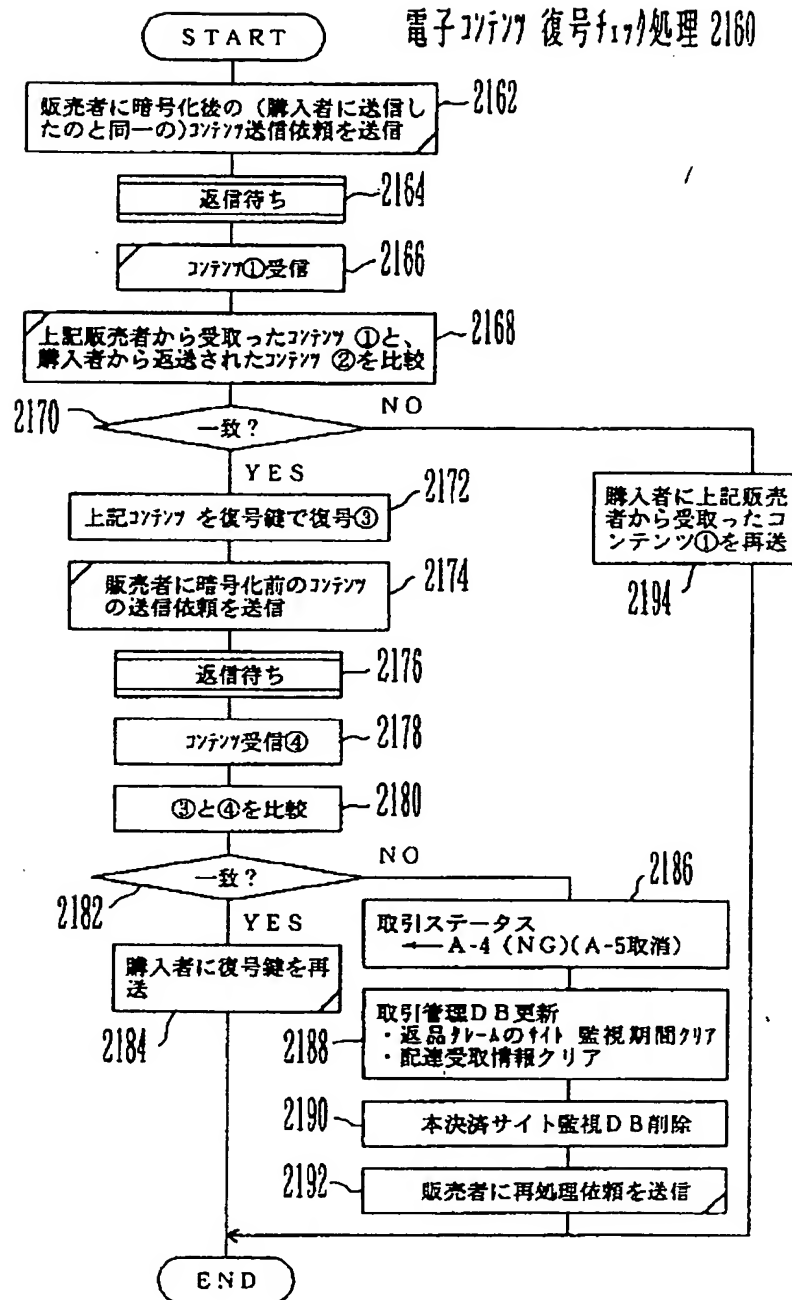 電子コンテンツ 復号チェック処理 2160
START
販売者に暗号化後の (購入者に送信し
たのと同一の)コンテンツ送信依頼を送信
2162
返信待ち
2164
コンテンツ①受信
2166
上記販売者から受取ったコンテンツ ①と、
購入者から返送されたコンテンツ ②を比較
2168
2170
一致?
NO
YES
上記コンテンツ を復号鍵で復号③
2172
購入者に上記販売
者から受取ったコ
ンテンツ①を再送
2194
販売者に暗号化前のコンテンツ
の送信依頼を送信
2174
返信待ち
2176
コンテンツ受信④
2178
③と④を比較
2180
一致?
2182
NO
YES
購入者に復号鍵を再
送
2184
2186
取引ステータス
←A-4 (NG)(A-5取消)
取引管理DB更新
・返品クレームのサイト 監視期間クリア
・配達受取情報クリア
2188
2190
本決済サイト監視DB削除
2192
販売者に再処理依頼を送信
END